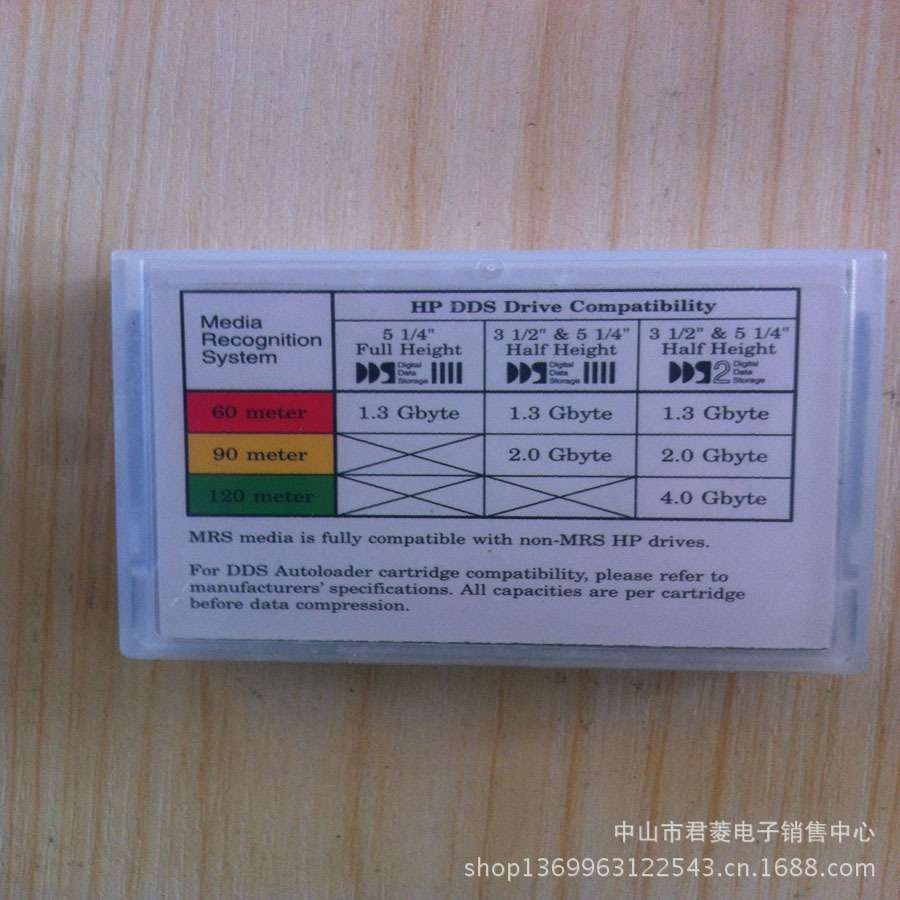 Media
Recognition
System
HP DDS Drive Compatibility
5 1/4"
Full Height
DDS Digital Data Storage
3 1/2" & 5 1/4"
Half Height
DDS Digital Data Storage
3 1/2" & 5 1/4"
Half Height
DDS2 Digital Data Storage
60 meter 1.3 Gbyte 1.3 Gbyte 1.3 Gbyte
90 meter 2.0 Gbyte 2.0 Gbyte
120 meter 4.0 Gbyte
MRS media is fully compatible with non-MRS HP drives.
For DDS Autoloader cartridge compatibility, please refer to
manufacturers' specifications. All capacities are per cartridge
before data compression.
中山市君菱电子销售中心
shop1369963122543.cn.1688.com